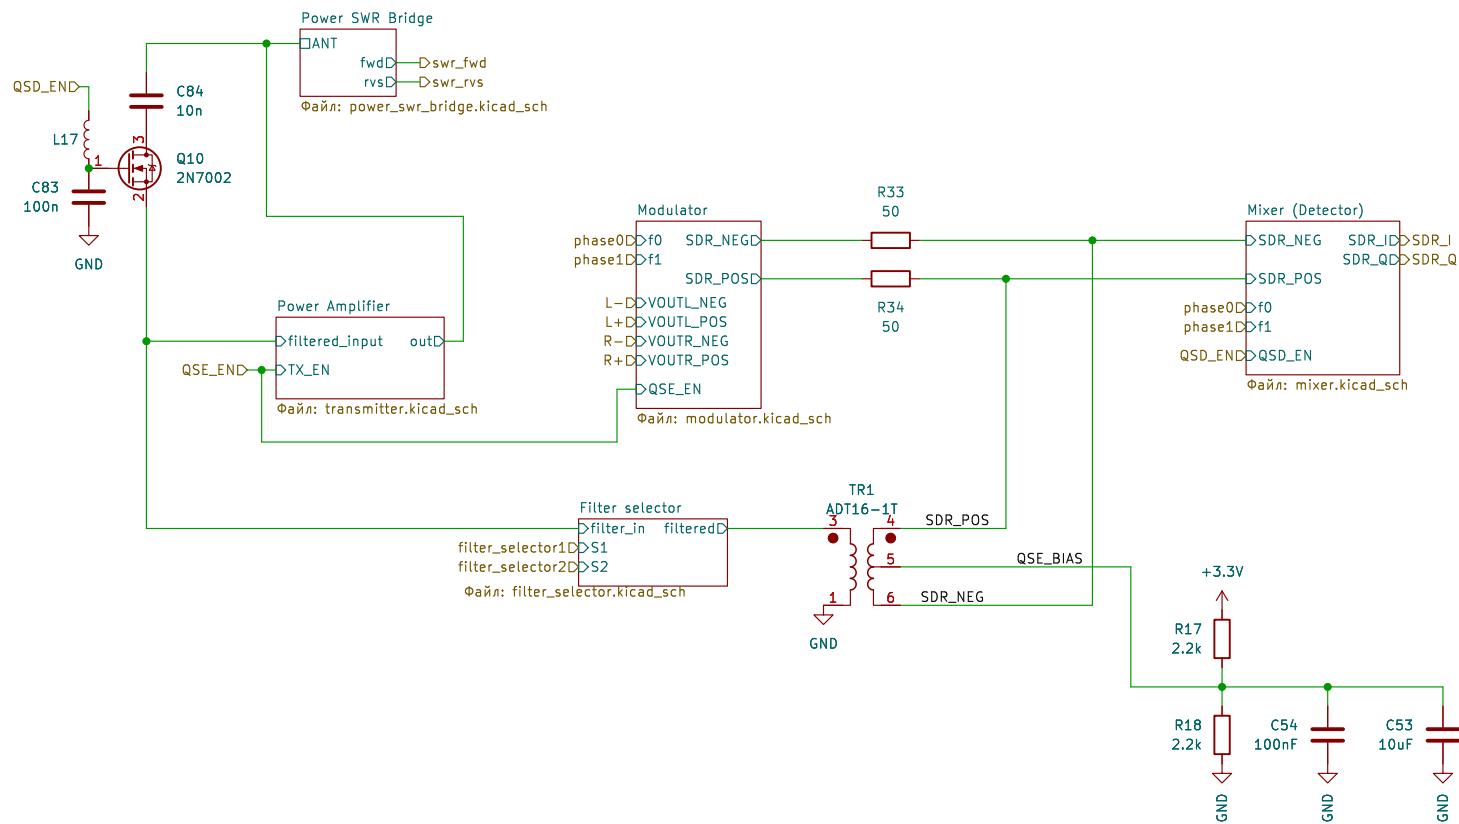 Power SWR Bridge
ANT
fwd
swr_fwd
rvs
swr_rvs
Файл: power_swr_bridge.kicad_sch
QSD_EN
C84
10n
L17
3
1
Q10
2N7002
2
C83
100n
GND
Power Amplifier
filtered_input
out
QSE_EN
TX_EN
Файл: transmitter.kicad_sch
Modulator
phase0
f0
SDR_NEG
phase1
f1
SDR_POS
L-
VOUTL_NEG
L+
VOUTL_POS
R-
VOUTR_NEG
R+
VOUTR_POS
QSE_EN
Файл: modulator.kicad_sch
R33
50
R34
50
Mixer (Detector)
SDR_NEG
SDR_I
SDR_I
SDR_Q
SDR_Q
SDR_POS
phase0
f0
phase1
f1
QSD_EN
QSD_EN
Файл: mixer.kicad_sch
Filter selector
filter_in
filtered
filter_selector1
S1
filter_selector2
S2
Файл: filter_selector.kicad_sch
TR1
ADT16-1T
3
4
SDR_POS
5
QSE_BIAS
1
6
SDR_NEG
GND
+3.3V
R17
2.2k
R18
2.2k
C54
100nF
C53
10uF
GND
GND
GND